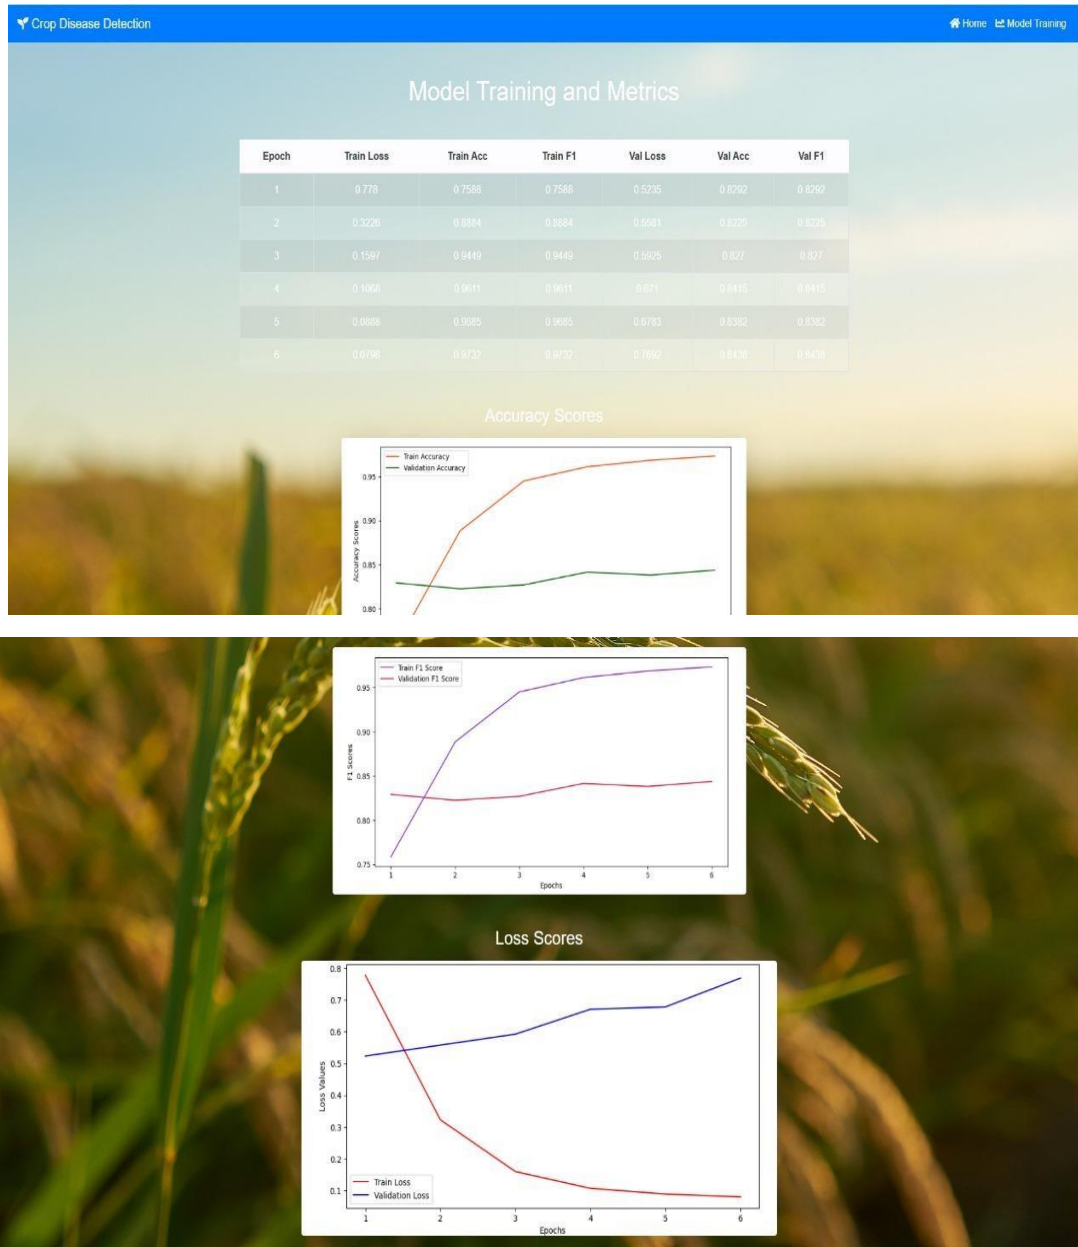 Crop Disease Detection Home Model Training
Model Training and Metrics
Epoch Train Loss Train Acc Train F1 Val Loss Val Acc Val F1
1 0.778 0.7588 0.7588 0.5235 0.8292 0.8292
2 0.3226 0.8884 0.8884 0.5581 0.8225 0.8225
3 0.1597 0.9449 0.9449 0.5925 0.827 0.827
4 0.1068 0.9611 0.9611 0.671 0.8415 0.8415
5 0.0888 0.9685 0.9685 0.6783 0.8382 0.8382
6 0.0796 0.9732 0.9732 0.7692 0.8438 0.8438
Accuracy Scores
Train Accuracy
Validation Accuracy
0.95
0.90
0.85
0.80
Accuracy Scores
Train F1 Score
Validation F1 Score
0.95
0.90
0.85
0.80
0.75
F1 Scores
1 2 3 4 5 6
Epochs
Loss Scores
0.8
0.7
0.6
0.5
0.4
0.3
0.2
0.1
Loss Values
Train Loss
Validation Loss
1 2 3 4 5 6
Epochs